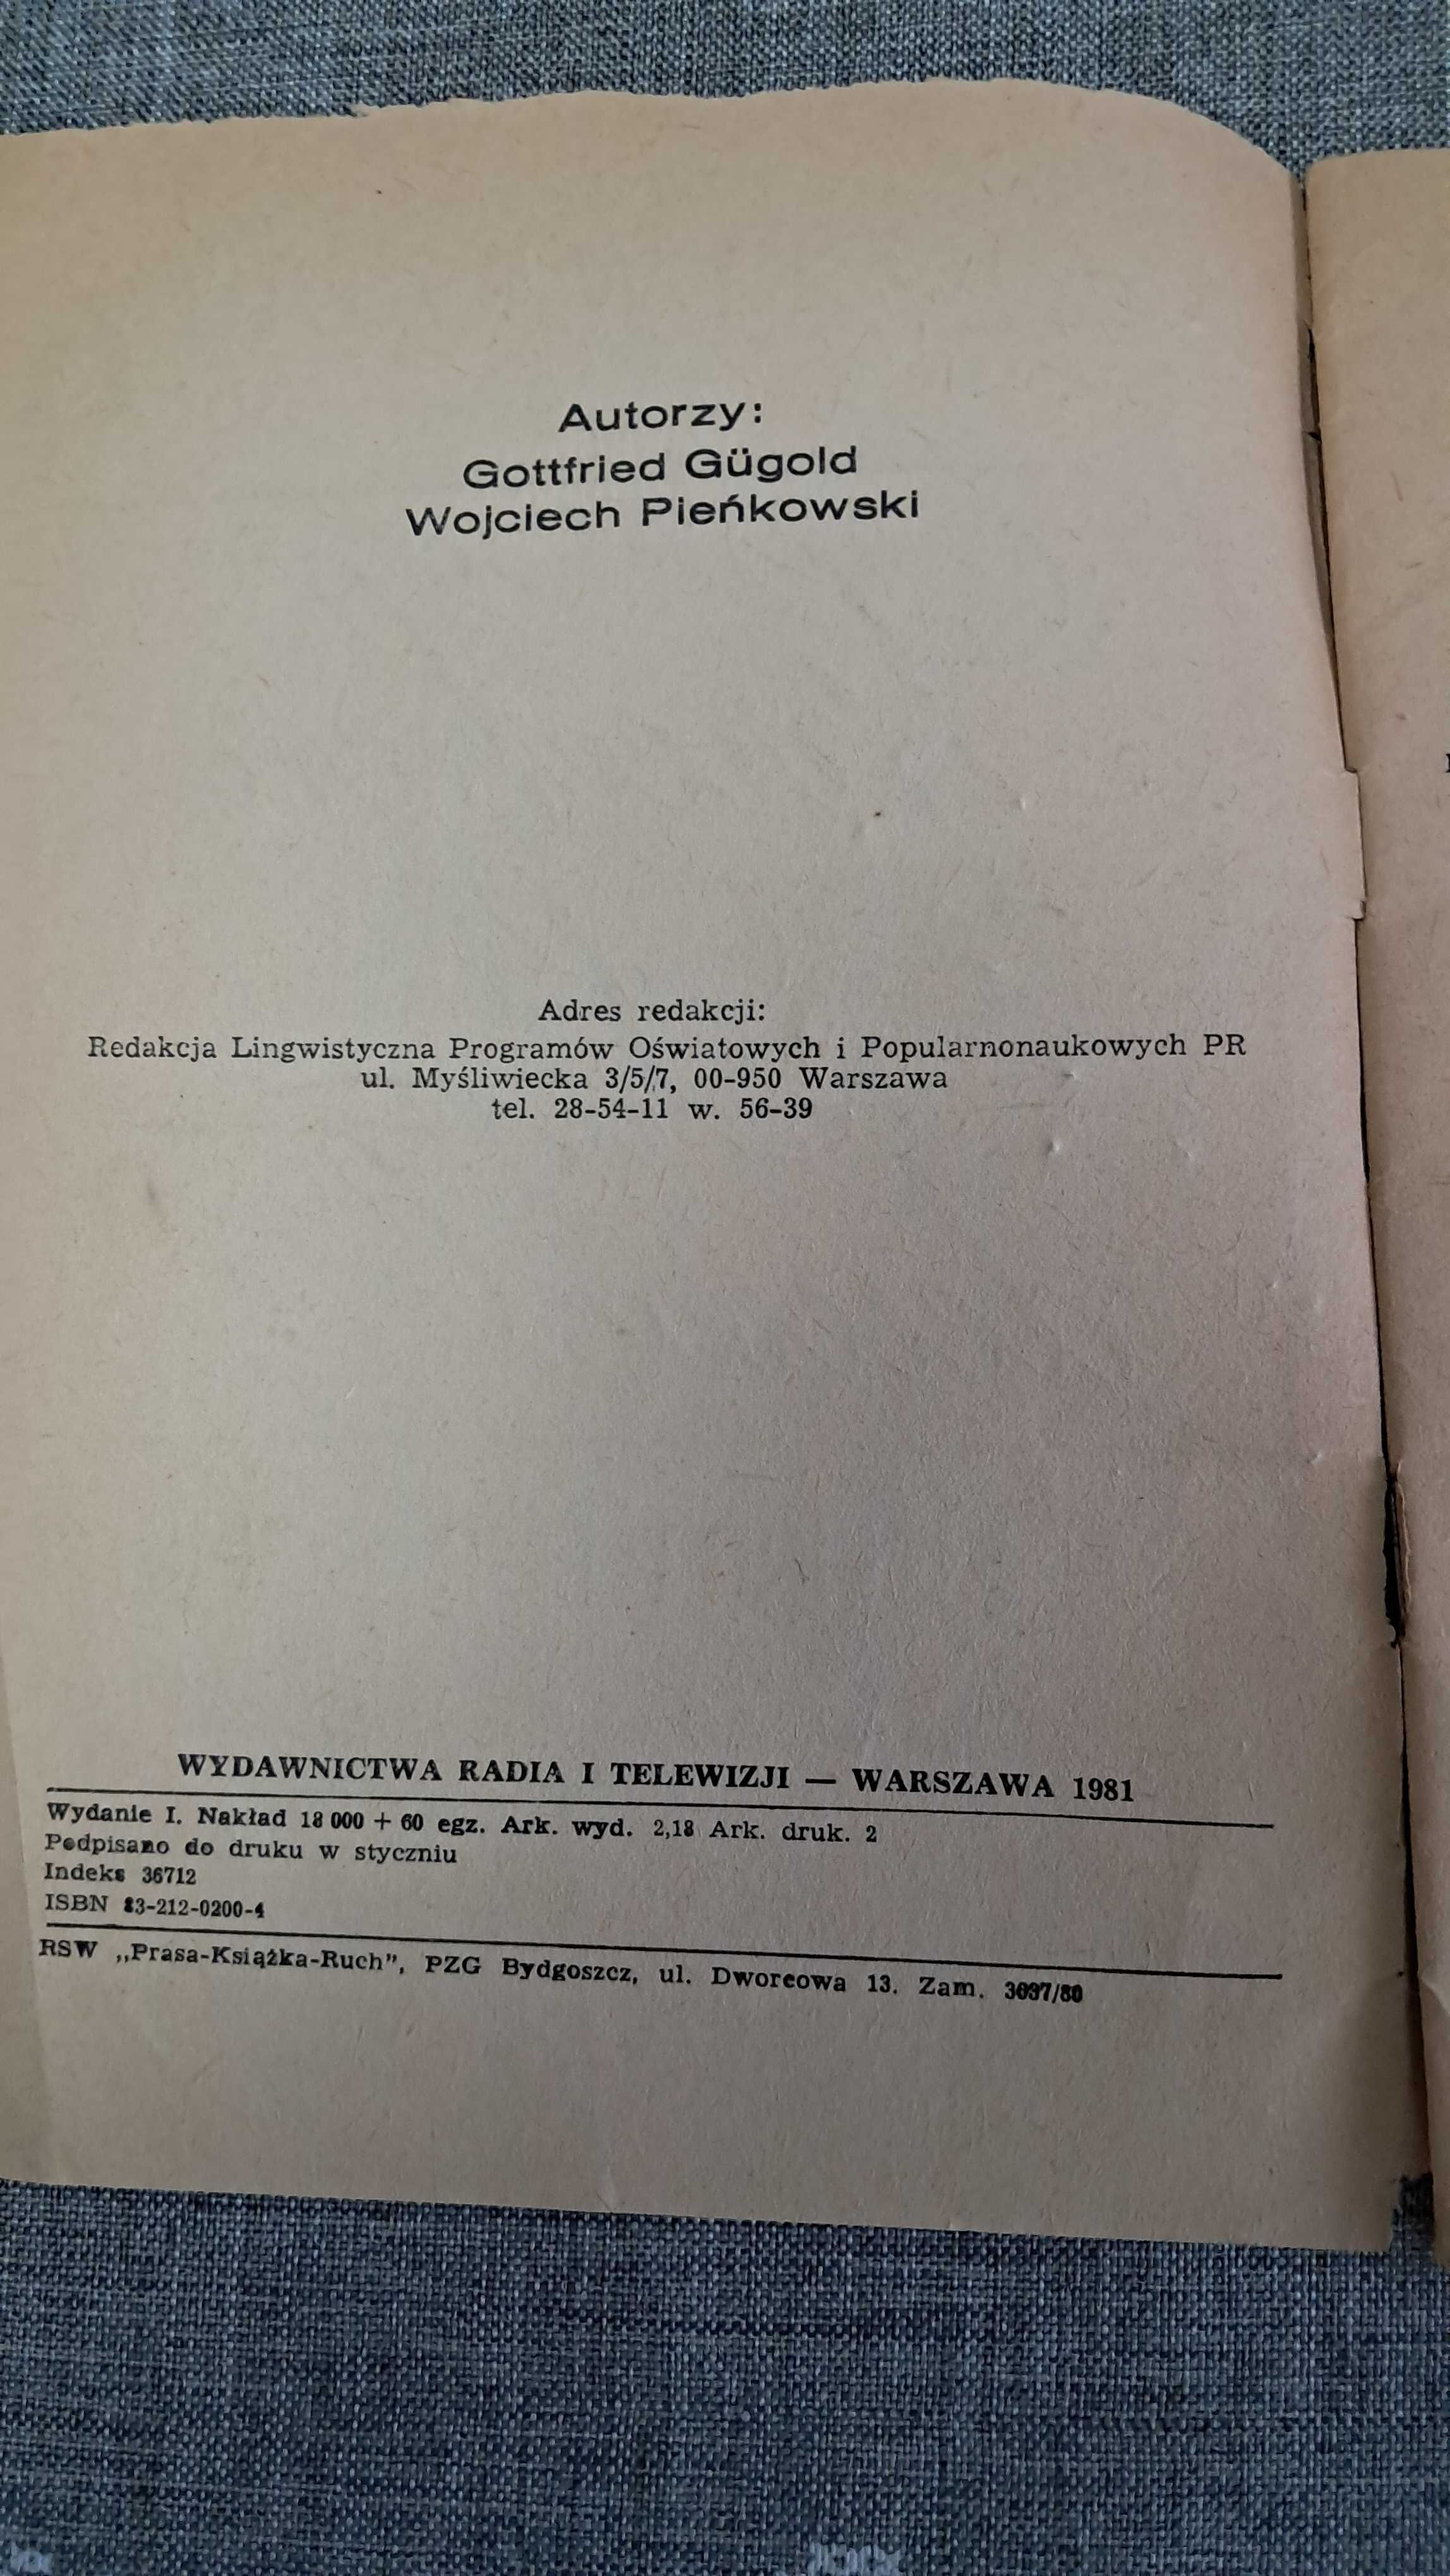 Autorzy:
Gottfried Gügold
Wojciech Pieńkowski
Adres redakcji:
Redakcja Lingwistyczna Programów Oświatowych i Popularnonaukowych PR
ul. Myśliwiecka 3/5/7, 00-950 Warszawa
tel. 28-54-11 w. 56-39
WYDAWNICTWA RADIA I TELEWIZJI — WARSZAWA 1981
Wydanie I. Nakład 18 000 + 60 egz. Ark. wyd. 2,18 Ark. druk. 2
Podpisano do druku w styczniu
Indeks 36712
ISBN 83-212-0200-4
RSW „Prasa-Książka-Ruch”, PZG Bydgoszcz, ul. Dworcowa 13. Zam.